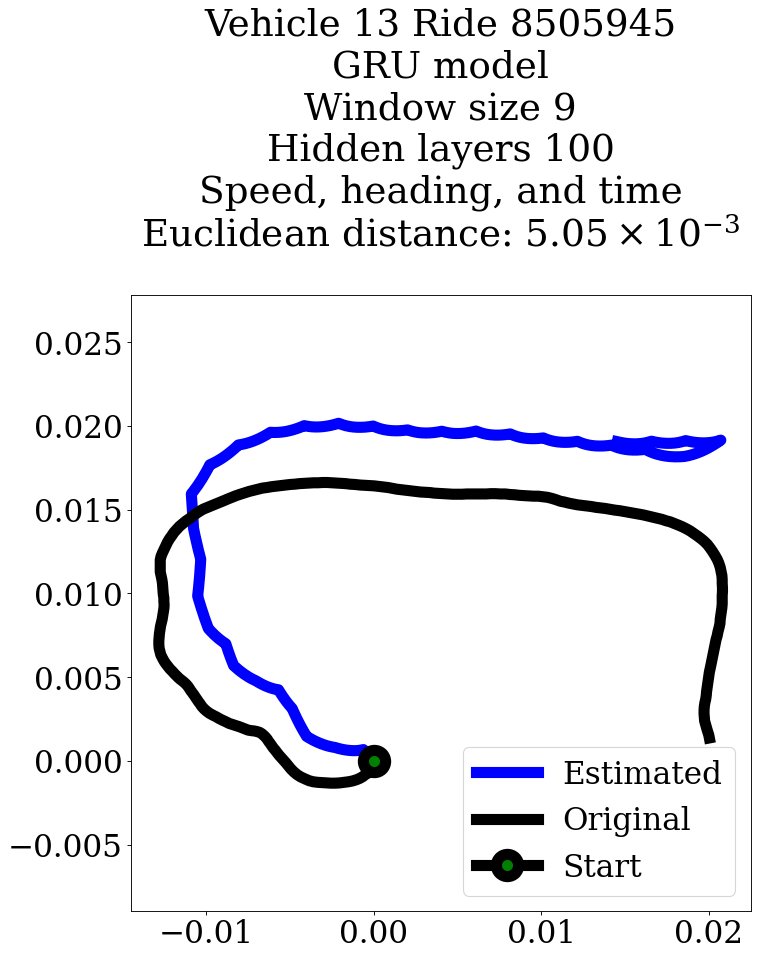 Vehicle 13 Ride 8505945
GRU model
Window size 9
Hidden layers 100
Speed, heading, and time
Euclidean distance: 5.05 × 10⁻³
0.025
0.020
0.015
0.010
0.005
0.000
−0.005
Estimated
Original
Start
−0.01 0.00 0.01 0.02